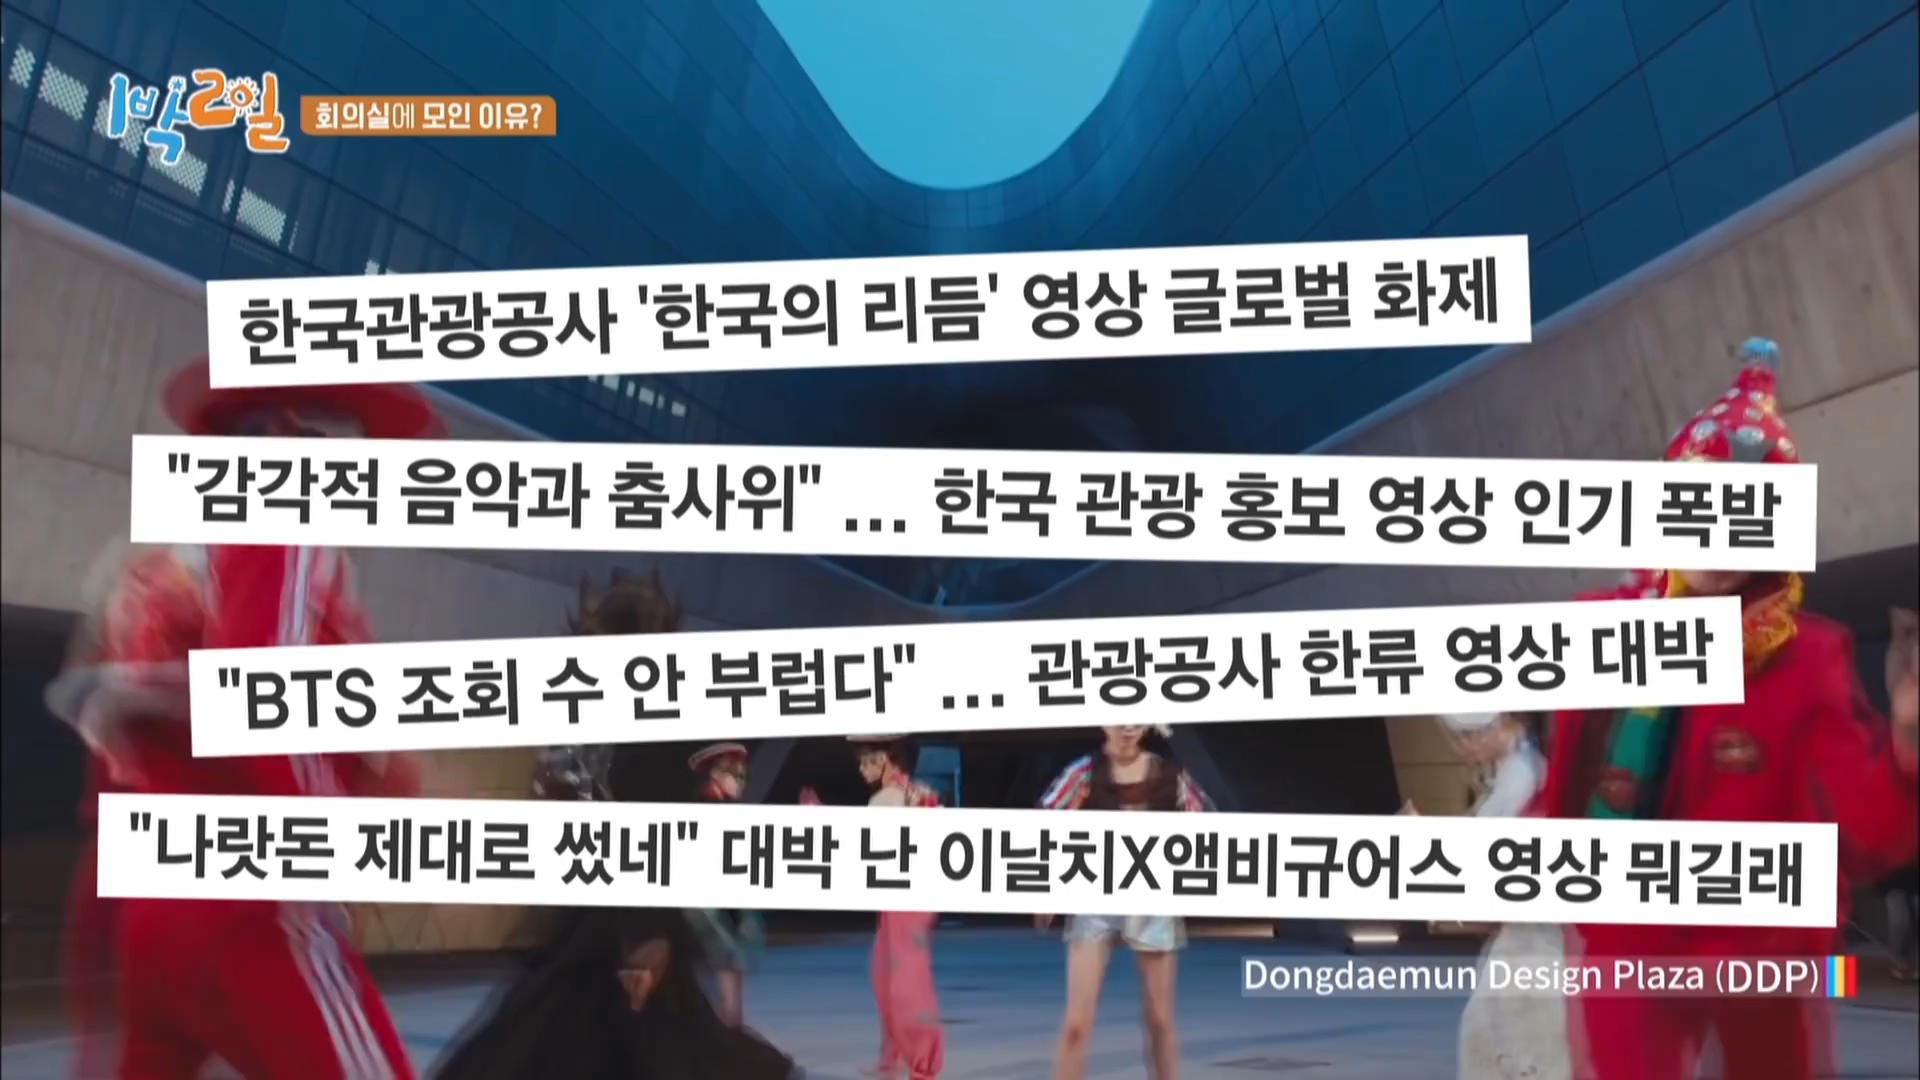 1박2일
회의실에 모인 이유?
한국관광공사 '한국의 리듬' 영상 글로벌 화제
"감각적 음악과 춤사위" ... 한국 관광 홍보 영상 인기 폭발
"BTS 조회 수 안 부럽다" ... 관광공사 한류 영상 대박
"나랏돈 제대로 썼네" 대박 난 이날치X앰비규어스 영상 뭐길래
Dongdaemun Design Plaza (DDP)